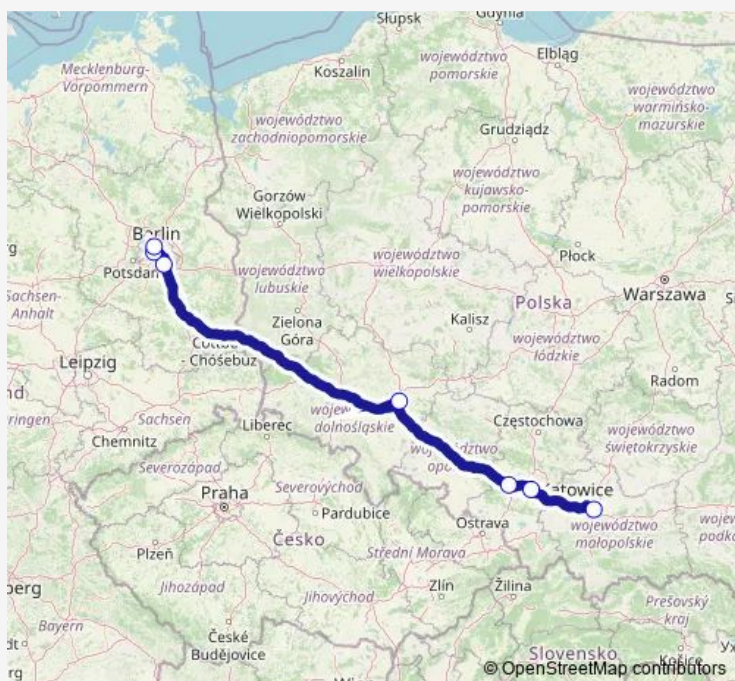 Słupsk
Gdynia
Mecklenburg-
Vorpommern
Koszalin
województwo
pomorskie
Elbląg
województwo
zachodniopomorskie
województwo
warmińsko-
mazurskie
Grudziądz
Gorzów
Wielkopolski
województwo
kujawsko-
pomorskie
Berlin
Potsdam
województwo
lubuskie
województwo
wielkopolskie
Płock
Warszawa
Sachsen-
Anhalt
Zielona
Góra
Kalisz
Polska
województwo
łódzkie
Leipzig
- Chóśebuz
Radom
Sachsen
Chemnitz
Liberec
dolnośląskie
Częstochowa
województwo
świętokrzyskie
Severozápad
Praha
Severovýchod
Pardubice
Katowice
Ostrava
województwo
małopolskie
Česko
Střední Morava
Plzeň
Jihozápad
Jihovýchod
Zlín
Žilina
Prešovský
kraj
Bayern
České
Budějovice
Slovensko
Košice
© OpenStreetMap contributors